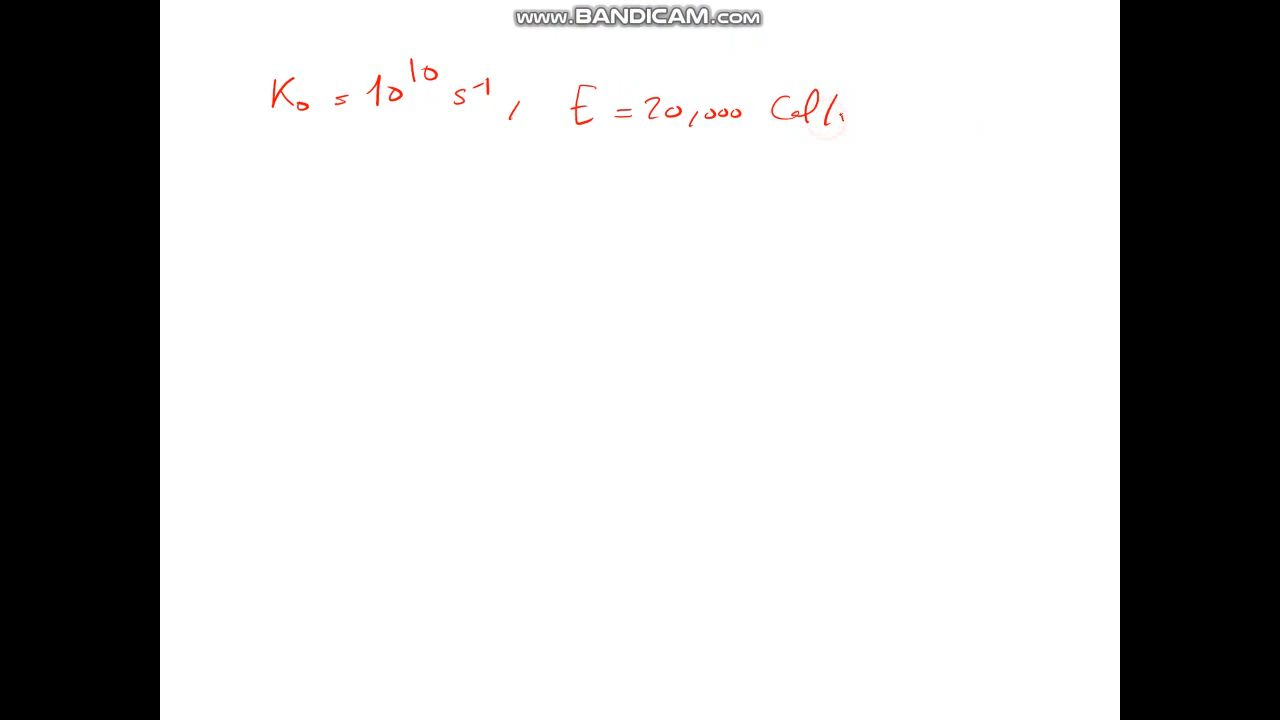 www.BANDICAM.com
K₀ = 10¹⁰ s⁻¹, E = 20,000 Cal/